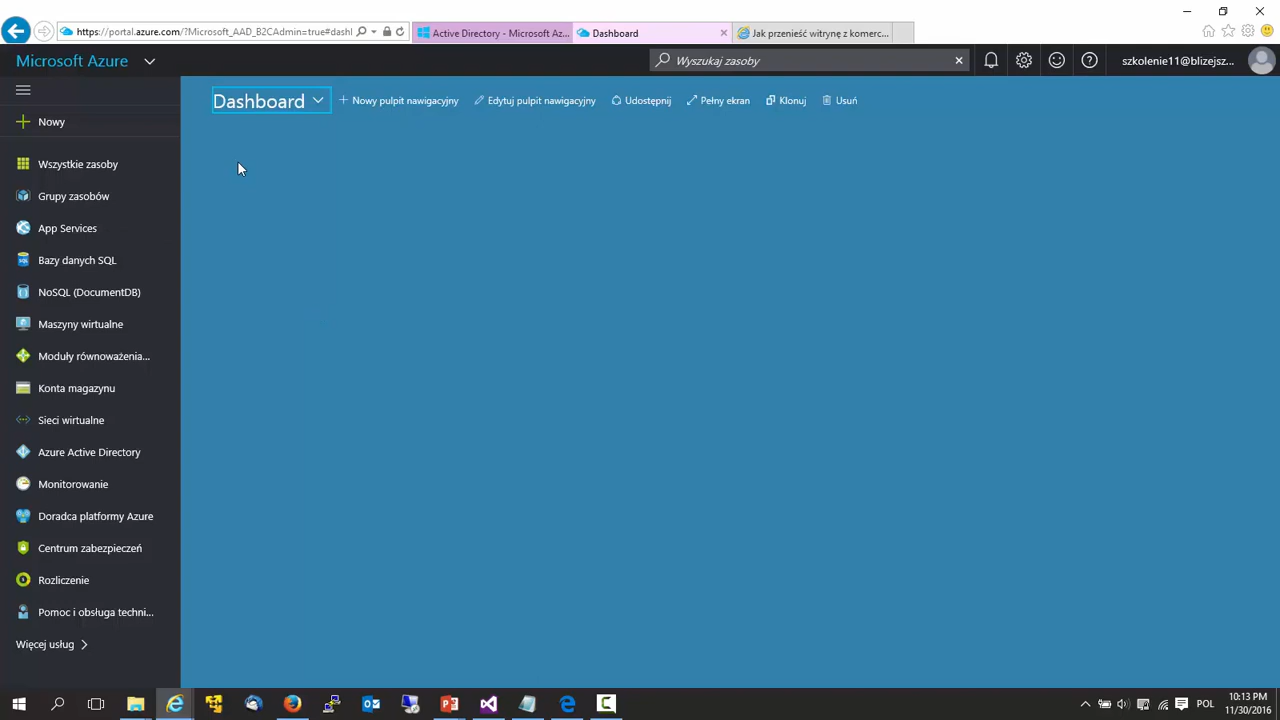 https://portal.azure.com/?Microsoft_AAD_B2CAdmin=true#dashl
Active Directory - Microsoft Az...
Dashboard
Jak przenieść witrynę z komerc...
Microsoft Azure
Wyszukaj zasoby
szkolenie11@blizejsz...
Dashboard
Nowy pulpit nawigacyjny
Edytuj pulpit nawigacyjny
Udostępnij
Pełny ekran
Klonuj
Usuń
Nowy
Wszystkie zasoby
Grupy zasobów
App Services
Bazy danych SQL
NoSQL (DocumentDB)
Maszyny wirtualne
Moduły równoważenia...
Konta magazynu
Sieci wirtualne
Azure Active Directory
Monitorowanie
Doradca platformy Azure
Centrum zabezpieczeń
Rozliczenie
Pomoc i obsługa techni...
Więcej usług
POL
10:13 PM
11/30/2016